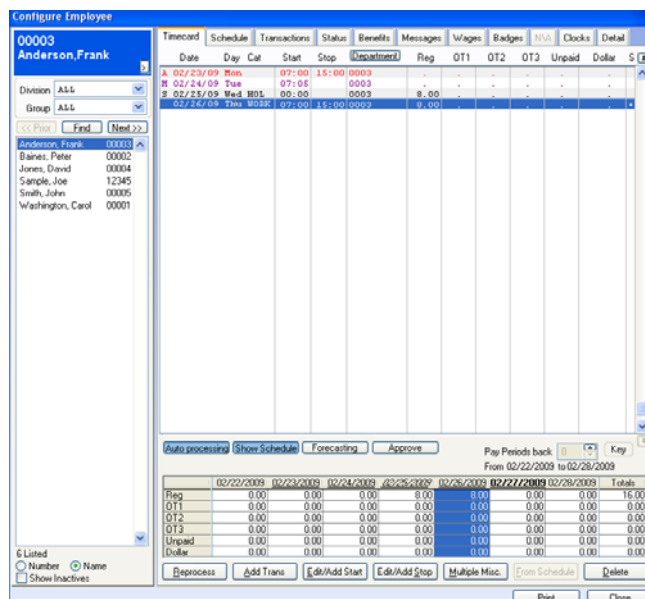 Configure Employee
00003
Anderson,Frank
Division ALL
Group ALL
<< Prior Find Next >>
Anderson, Frank 00003
Baines, Peter 00002
Jones, David 00004
Sample, Joe 12345
Smith, John 00005
Washington, Carol 00001
6 Listed
Number Name
Show Inactives
Timecard Schedule Transactions Status Benefits Messages Wages Badges N\A Clocks Detail
Date Day Cat Start Stop Department Reg OT1 OT2 OT3 Unpaid Dollar S
A 02/23/09 Mon 07:00 15:00 0003 . . . . . .
M 02/24/09 Tue 07:05 0003 . . . . . .
S 02/25/09 Wed HOL 00:00 0003 8.00 . . . . .
02/26/09 Thu WORK 07:00 15:00 0003 8.00 . . . . .
Auto processing Show Schedule Forecasting Approve
Pay Periods back 0 Key
From 02/22/2009 to 02/28/2009
02/22/2009 02/23/2009 02/24/2009 02/25/2009 02/26/2009 02/27/2009 02/28/2009 Totals
Reg 0.00 0.00 0.00 8.00 8.00 0.00 0.00 16.00
OT1 0.00 0.00 0.00 0.00 0.00 0.00 0.00 0.00
OT2 0.00 0.00 0.00 0.00 0.00 0.00 0.00 0.00
OT3 0.00 0.00 0.00 0.00 0.00 0.00 0.00 0.00
Unpaid 0.00 0.00 0.00 0.00 0.00 0.00 0.00 0.00
Dollar 0.00 0.00 0.00 0.00 0.00 0.00 0.00 0.00
Reprocess Add Trans Edit/Add Start Edit/Add Stop Multiple Misc. From Schedule Delete
Print Close